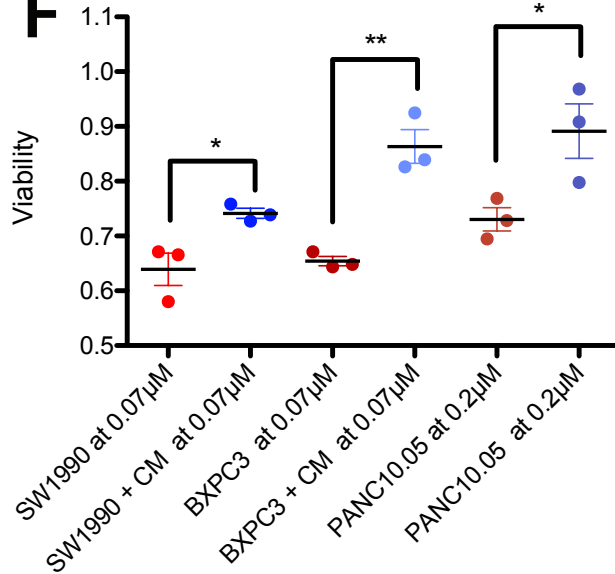 F
1.1
1.0
0.9
0.8
0.7
0.6
0.5
Viability
*
**
*
SW1990 at 0.07µM
SW1990 + CM at 0.07µM
BXPC3 at 0.07µM
BXPC3 + CM at 0.07µM
PANC10.05 at 0.2µM
PANC10.05 at 0.2µM